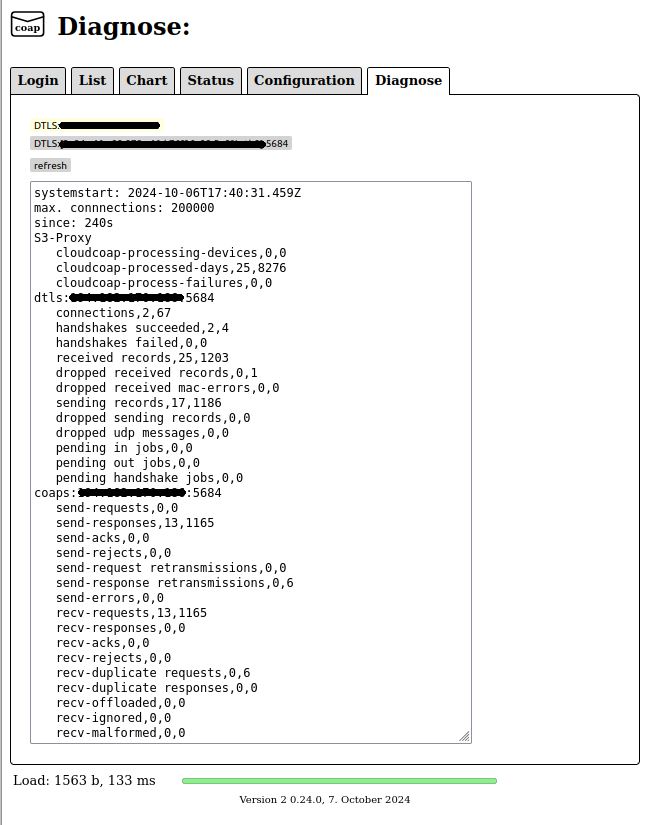 coap
Diagnose:
Login
List
Chart
Status
Configuration
Diagnose
DTLS:
DTLS: 5684
refresh
systemstart: 2024-10-06T17:40:31.459Z
max. connnections: 200000
since: 240s
S3-Proxy
cloudcoap-processing-devices,0,0
cloudcoap-processed-days,25,8276
cloudcoap-process-failures,0,0
dtls: 5684
connections,2,67
handshakes succeeded,2,4
handshakes failed,0,0
received records,25,1203
dropped received records,0,1
dropped received mac-errors,0,0
sending records,17,1186
dropped sending records,0,0
dropped udp messages,0,0
pending in jobs,0,0
pending out jobs,0,0
pending handshake jobs,0,0
coaps: :5684
send-requests,0,0
send-responses,13,1165
send-acks,0,0
send-rejects,0,0
send-request retransmissions,0,0
send-response retransmissions,0,6
send-errors,0,0
recv-requests,13,1165
recv-responses,0,0
recv-acks,0,0
recv-rejects,0,0
recv-duplicate requests,0,6
recv-duplicate responses,0,0
recv-offloaded,0,0
recv-ignored,0,0
recv-malformed,0,0
Load: 1563 b, 133 ms
Version 2 0.24.0, 7. October 2024